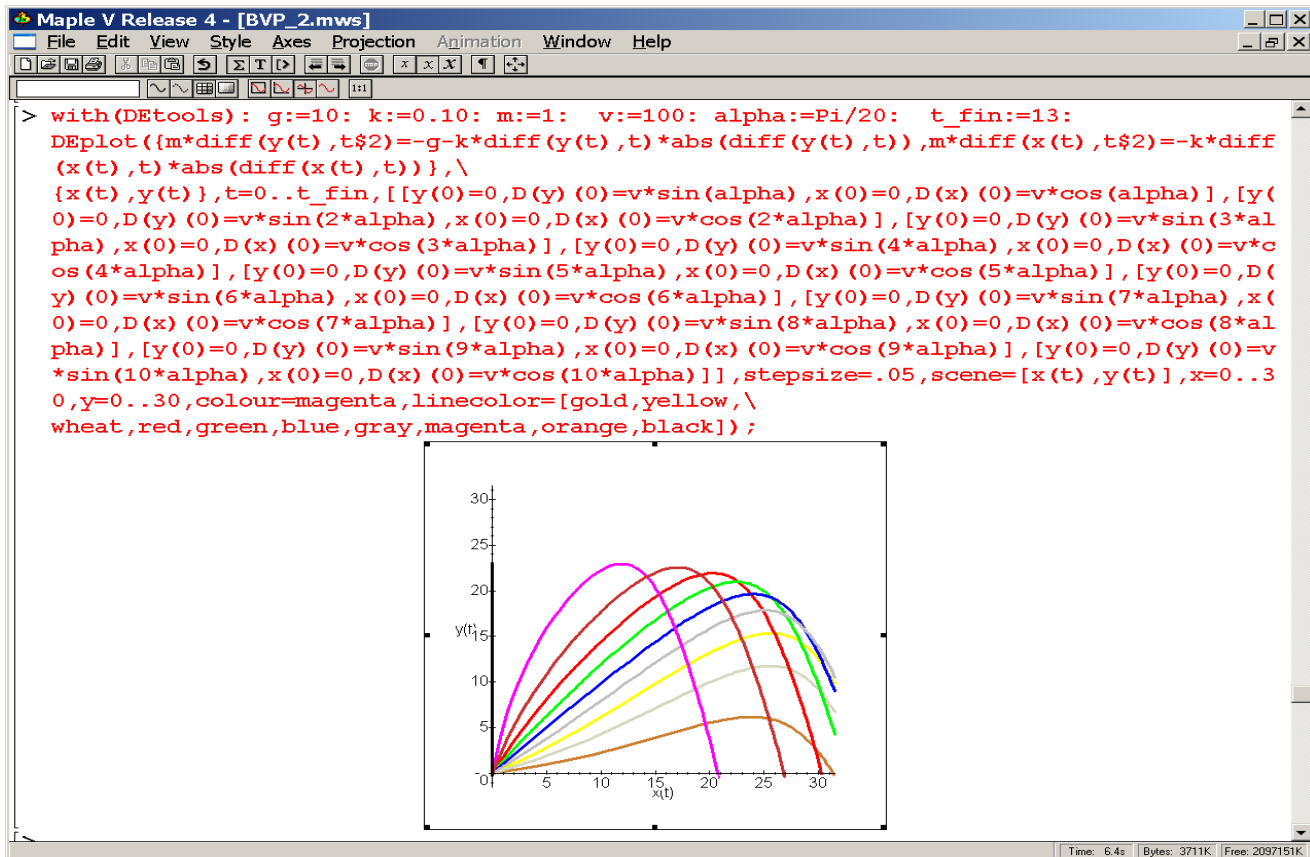 Maple V Release 4 - [BVP_2.mws]
File Edit View Style Axes Projection Animation Window Help
Σ T [> x x x ¶
1:1
> with(DEtools): g:=10: k:=0.10: m:=1: v:=100: alpha:=Pi/20: t_fin:=13:
DEplot({m*diff(y(t),t$2)=-g-k*diff(y(t),t)*abs(diff(y(t),t)),m*diff(x(t),t$2)=-k*diff
(x(t),t)*abs(diff(x(t),t))},\
{x(t),y(t)},t=0..t_fin,[[y(0)=0,D(y)(0)=v*sin(alpha),x(0)=0,D(x)(0)=v*cos(alpha)],[y(
0)=0,D(y)(0)=v*sin(2*alpha),x(0)=0,D(x)(0)=v*cos(2*alpha)],[y(0)=0,D(y)(0)=v*sin(3*al
pha),x(0)=0,D(x)(0)=v*cos(3*alpha)],[y(0)=0,D(y)(0)=v*sin(4*alpha),x(0)=0,D(x)(0)=v*c
os(4*alpha)],[y(0)=0,D(y)(0)=v*sin(5*alpha),x(0)=0,D(x)(0)=v*cos(5*alpha)],[y(0)=0,D(
y)(0)=v*sin(6*alpha),x(0)=0,D(x)(0)=v*cos(6*alpha)],[y(0)=0,D(y)(0)=v*sin(7*alpha),x(
0)=0,D(x)(0)=v*cos(7*alpha)],[y(0)=0,D(y)(0)=v*sin(8*alpha),x(0)=0,D(x)(0)=v*cos(8*al
pha)],[y(0)=0,D(y)(0)=v*sin(9*alpha),x(0)=0,D(x)(0)=v*cos(9*alpha)],[y(0)=0,D(y)(0)=v
*sin(10*alpha),x(0)=0,D(x)(0)=v*cos(10*alpha)]],stepsize=.05,scene=[x(t),y(t)],x=0..3
0,y=0..30,colour=magenta,linecolor=[gold,yellow,\
wheat,red,green,blue,gray,magenta,orange,black]);
30
25
20
y(t)
15
10
5
0 5 10 15 20 25 30
x(t)
Time: 6.4s Bytes: 3711K Free: 2097151K